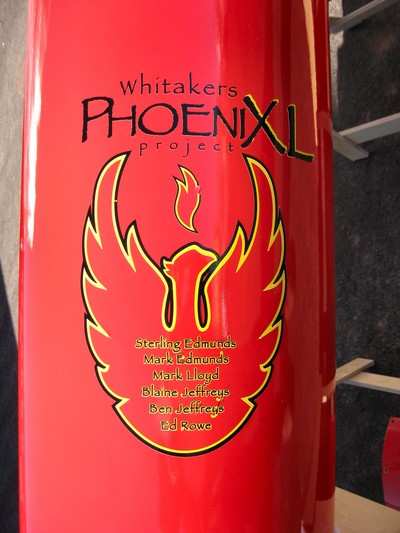 Whitakers
PHOENIXL
project
Sterling Edmunds
Mark Edmunds
Mark Lloyd
Blaine Jeffreys
Ben Jeffreys
Ed Rowe